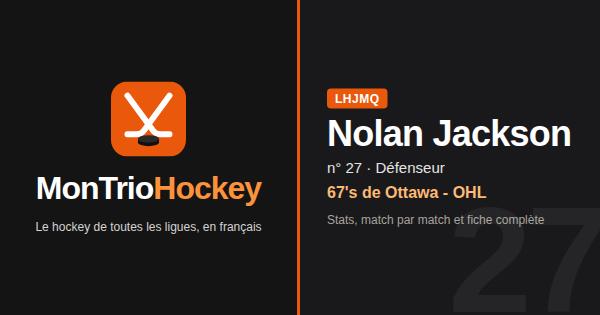 MonTrioHockey
Le hockey de toutes les ligues, en français
LHJMQ
Nolan Jackson
n° 27 · Défenseur
67's de Ottawa - OHL
Stats, match par match et fiche complète
27